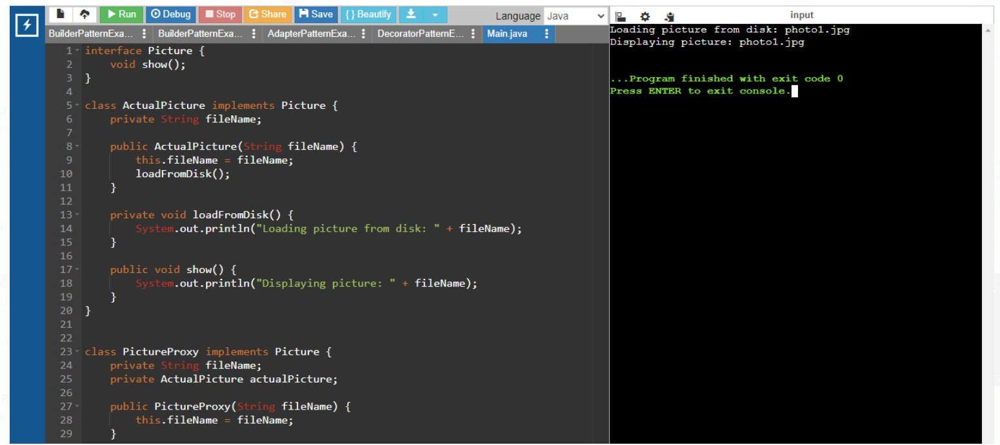 Run Debug Stop Share Save { } Beautify Language Java
BuilderPatternExa... BuilderPatternExa... AdapterPatternExa... DecoratorPatternE... Main.java
1 interface Picture {
2     void show();
3 }
4
5 class ActualPicture implements Picture {
6     private String fileName;
7
8     public ActualPicture(String fileName) {
9         this.fileName = fileName;
10         loadFromDisk();
11     }
12
13     private void loadFromDisk() {
14         System.out.println("Loading picture from disk: " + fileName);
15     }
16
17     public void show() {
18         System.out.println("Displaying picture: " + fileName);
19     }
20 }
21
22
23 class PictureProxy implements Picture {
24     private String fileName;
25     private ActualPicture actualPicture;
26
27     public PictureProxy(String fileName) {
28         this.fileName = fileName;
29     }
input
Loading picture from disk: photo1.jpg
Displaying picture: photo1.jpg
...Program finished with exit code 0
Press ENTER to exit console.